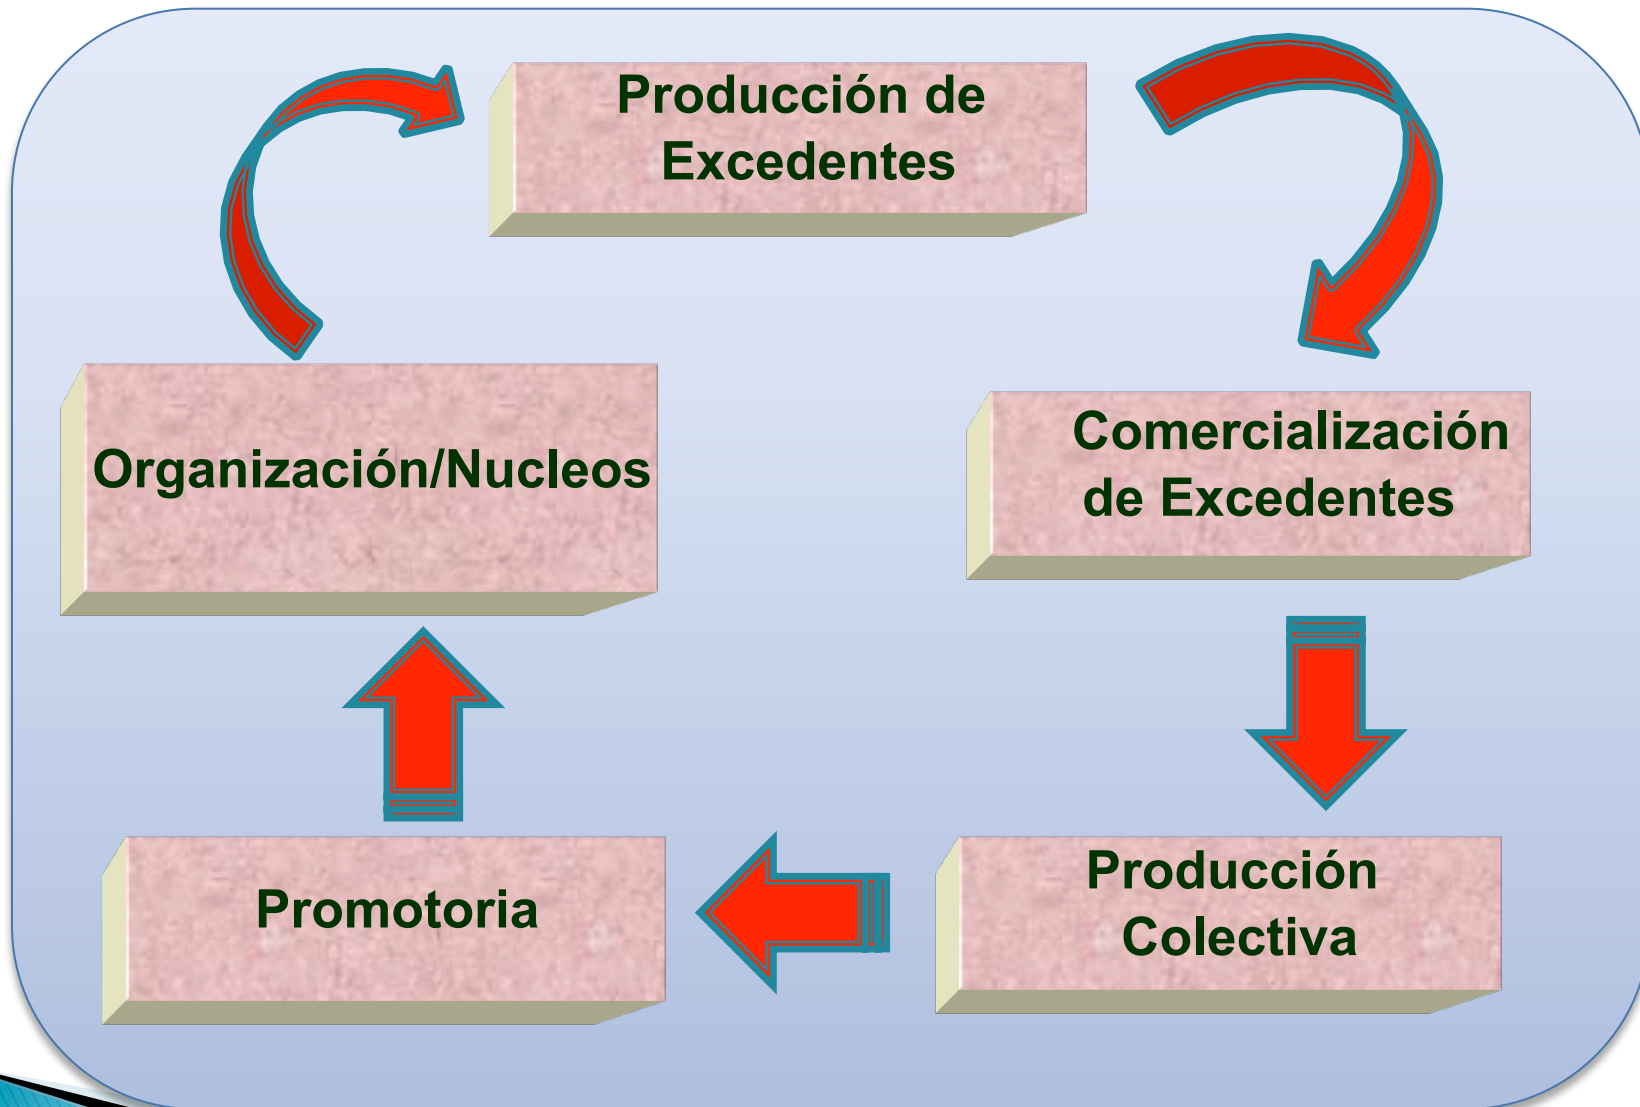 Producción de
Excedentes
Organización/Nucleos
Comercialización
de Excedentes
Promotoria
Producción
Colectiva